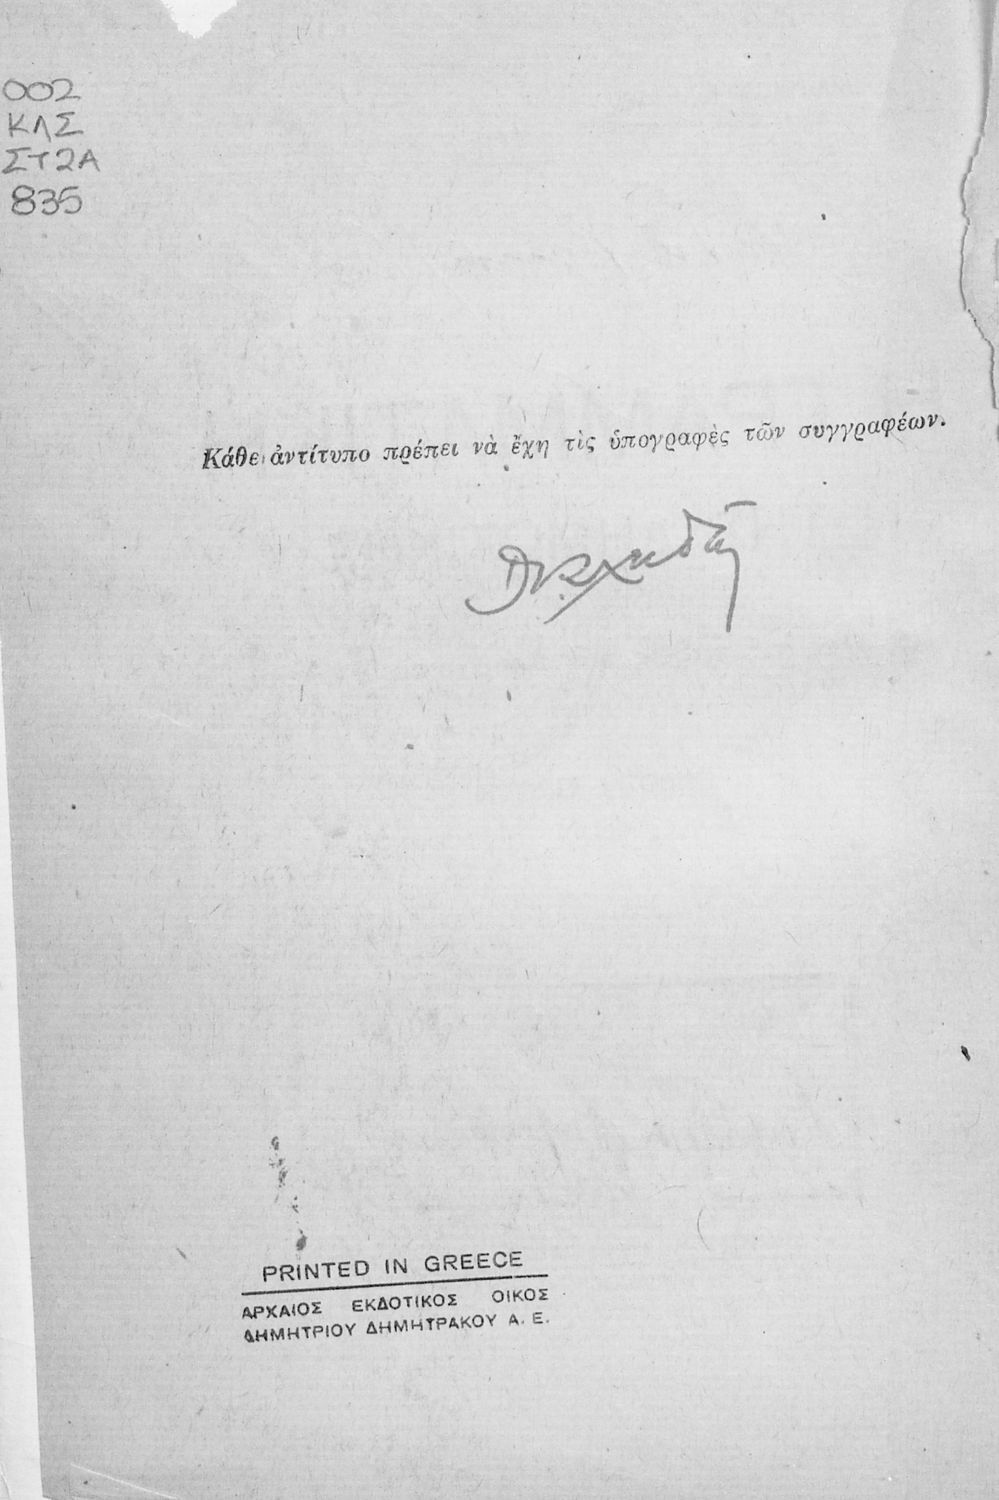 002
ΚΛΣ
ΣΤ2Α
835
Κάθε ἀντίτυπο πρέπει νὰ ἔχη τὶς ὑπογραφὲς τῶν συγγραφέων.
PRINTED IN GREECE
ΑΡΧΑΙΟΣ ΕΚΔΟΤΙΚΟΣ ΟΙΚΟΣ
ΔΗΜΗΤΡΙΟΥ ΔΗΜΗΤΡΑΚΟΥ Α. Ε.